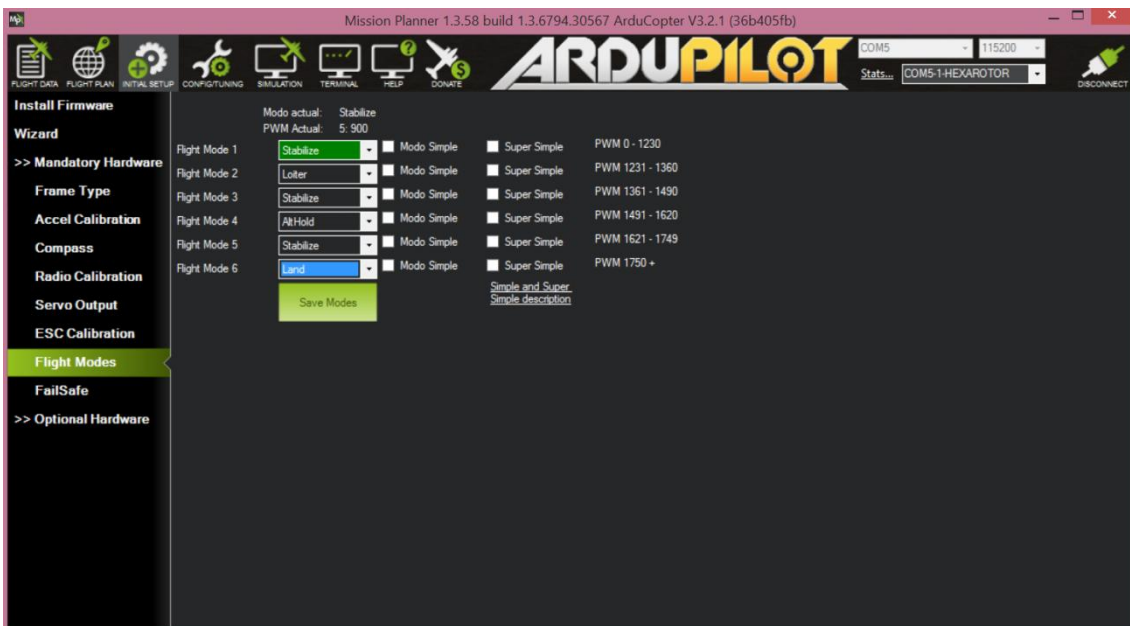 Mission Planner 1.3.58 build 1.3.6794.30567 ArduCopter V3.2.1 (36b405fb)
FLIGHT DATA FLIGHT PLAN INITIAL SETUP CONFIG/TUNING SIMULATION TERMINAL HELP DONATE
ARDUPILOT
COM5 115200
Stats... COM5-1-HEXAROTOR
DISCONNECT
Install Firmware
Wizard
>> Mandatory Hardware
Frame Type
Accel Calibration
Compass
Radio Calibration
Servo Output
ESC Calibration
Flight Modes
FailSafe
>> Optional Hardware
Modo actual: Stabilize
PWM Actual: 5: 900
Flight Mode 1 Stabilize Modo Simple Super Simple PWM 0 - 1230
Flight Mode 2 Loiter Modo Simple Super Simple PWM 1231 - 1360
Flight Mode 3 Stabilize Modo Simple Super Simple PWM 1361 - 1490
Flight Mode 4 AltHold Modo Simple Super Simple PWM 1491 - 1620
Flight Mode 5 Stabilize Modo Simple Super Simple PWM 1621 - 1749
Flight Mode 6 Land Modo Simple Super Simple PWM 1750 +
Save Modes
Simple and Super
Simple description